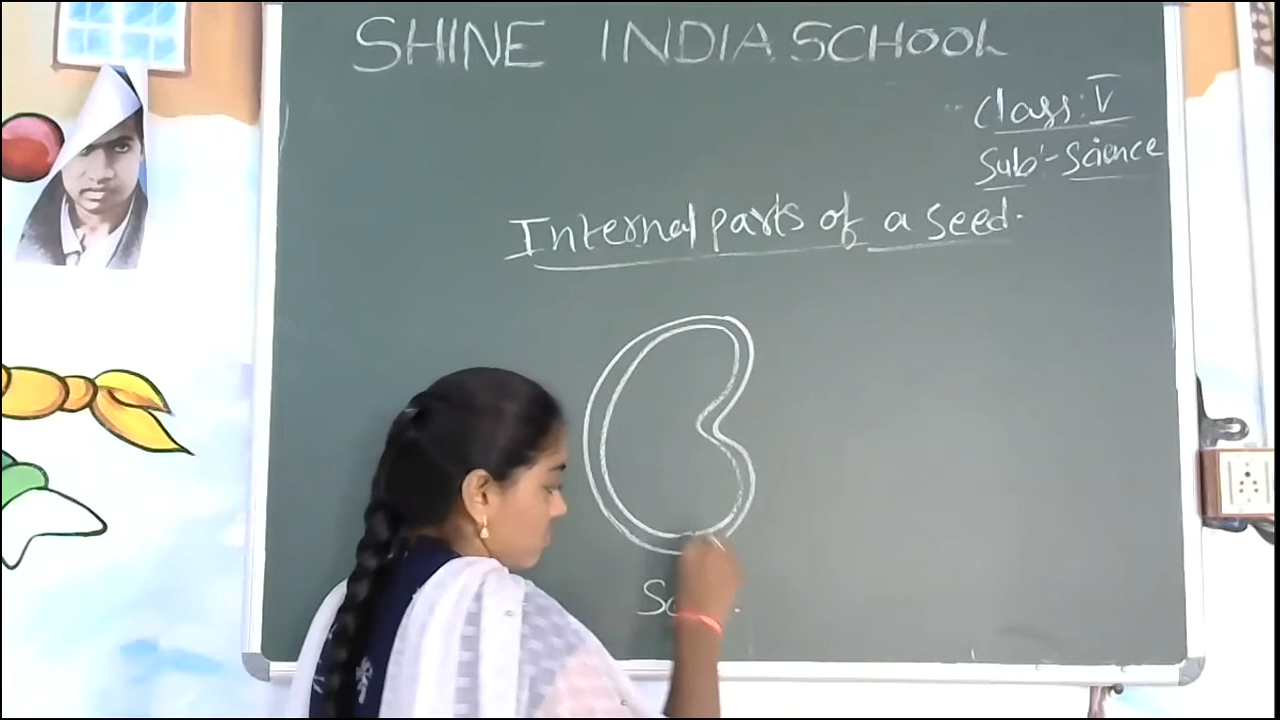 SHINE INDIA SCHOOL
Class: V
Sub:- Science
Internal parts of a seed.